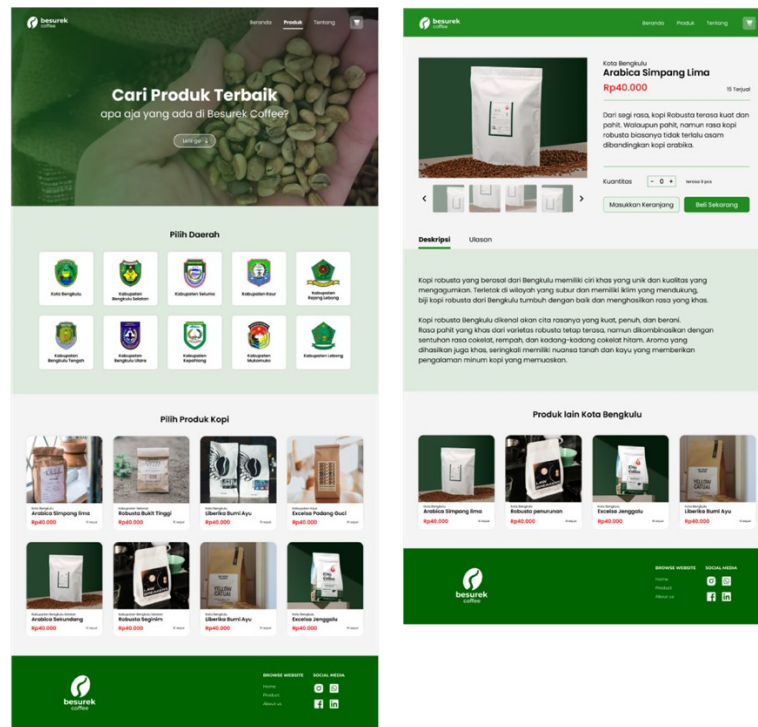 besurek
coffee
Beranda
Produk
Tentang
Cari Produk Terbaik
apa aja yang ada di Besurek Coffee?
Let's go
Pilih Daerah
Kota Bengkulu
Kabupaten
Bengkulu Selatan
Kabupaten Seluma
Kabupaten Kaur
Kabupaten
Rejang Lebong
Kabupaten
Bengkulu Tengah
Kabupaten
Bengkulu Utara
Kabupaten
Kepahiang
Kabupaten
Mukomuko
Kabupaten Lebong
Pilih Produk Kopi
Arabica Simpang lima
Rp40.000
Robusta Bukit Tinggi
Rp40.000
Liberika Bumi Ayu
Rp40.000
Excelsa Padang Guci
Rp40.000
Arabica Sekundang
Rp40.000
Robusta Seginim
Rp40.000
YELLOW
CATUAI
Liberika Bumi Ayu
Rp40.000
Excelsa Jenggalu
Rp40.000
besurek
coffee
BROWSE WEBSITE
SOCIAL MEDIA
Home
Product
About us
besurek
coffee
Beranda
Produk
Tentang
Kota Bengkulu
Arabica Simpang Lima
Rp40.000
15 Terjual
Dari segi rasa, kopi Robusta terasa kuat dan
pahit. Walaupun pahit, namun rasa kopi
robusta biasanya tidak terlalu asam
dibandingkan kopi arabika.
Kuantitas
- 0 +
tersisa 11 pcs
Masukkan Keranjang
Beli Sekarang
Deskripsi
Ulasan
Kopi robusta yang berasal dari Bengkulu memiliki ciri khas yang unik dan kualitas yang
mengagumkan. Terletak di wilayah yang subur dan memiliki iklim yang mendukung,
biji kopi robusta dari Bengkulu tumbuh dengan baik dan menghasilkan rasa yang khas.
Kopi robusta Bengkulu dikenal akan cita rasanya yang kuat, penuh, dan berani.
Rasa pahit yang khas dari varietas robusta tetap terasa, namun dikombinasikan dengan
sentuhan rasa cokelat, rempah, dan kadang-kadang cokelat hitam. Aroma yang
dihasilkan juga khas, seringkali memiliki nuansa tanah dan kayu yang memberikan
pengalaman minum kopi yang memuaskan.
Produk lain Kota Bengkulu
Arabica Simpang lima
Rp40.000
Robusta penurunan
Rp40.000
Excelsa Jenggalu
Rp40.000
YELLOW
CATUAI
Liberika Bumi Ayu
Rp40.000
besurek
coffee
BROWSE WEBSITE
SOCIAL MEDIA
Home
Product
About us